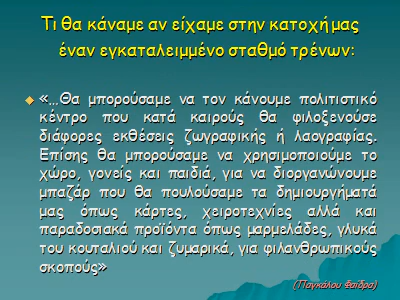 Τι θα κάναμε αν είχαμε στην κατοχή μας
έναν εγκαταλειμμένο σταθμό τρένων:
«…Θα μπορούσαμε να τον κάνουμε πολιτιστικό
κέντρο που κατά καιρούς θα φιλοξενούσε
διάφορες εκθέσεις ζωγραφικής ή λαογραφίας.
Επίσης θα μπορούσαμε να χρησιμοποιούμε το
χώρο, γονείς και παιδιά, για να διοργανώνουμε
μπαζάρ που θα πουλούσαμε τα δημιουργήματά
μας όπως κάρτες, χειροτεχνίες αλλά και
παραδοσιακά προϊόντα όπως μαρμελάδες, γλυκά
του κουταλιού και ζυμαρικά, για φιλανθρωπικούς
σκοπούς»
(Παγκάλου Φαίδρα)